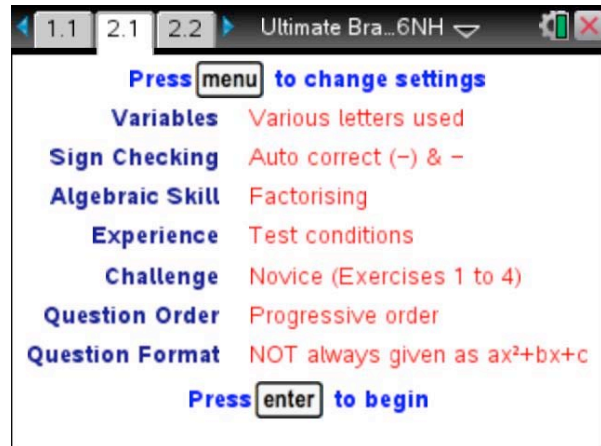 1.1 2.1 2.2 Ultimate Bra...6NH
Press menu to change settings
Variables Various letters used
Sign Checking Auto correct (−) & −
Algebraic Skill Factorising
Experience Test conditions
Challenge Novice (Exercises 1 to 4)
Question Order Progressive order
Question Format NOT always given as ax²+bx+c
Press enter to begin